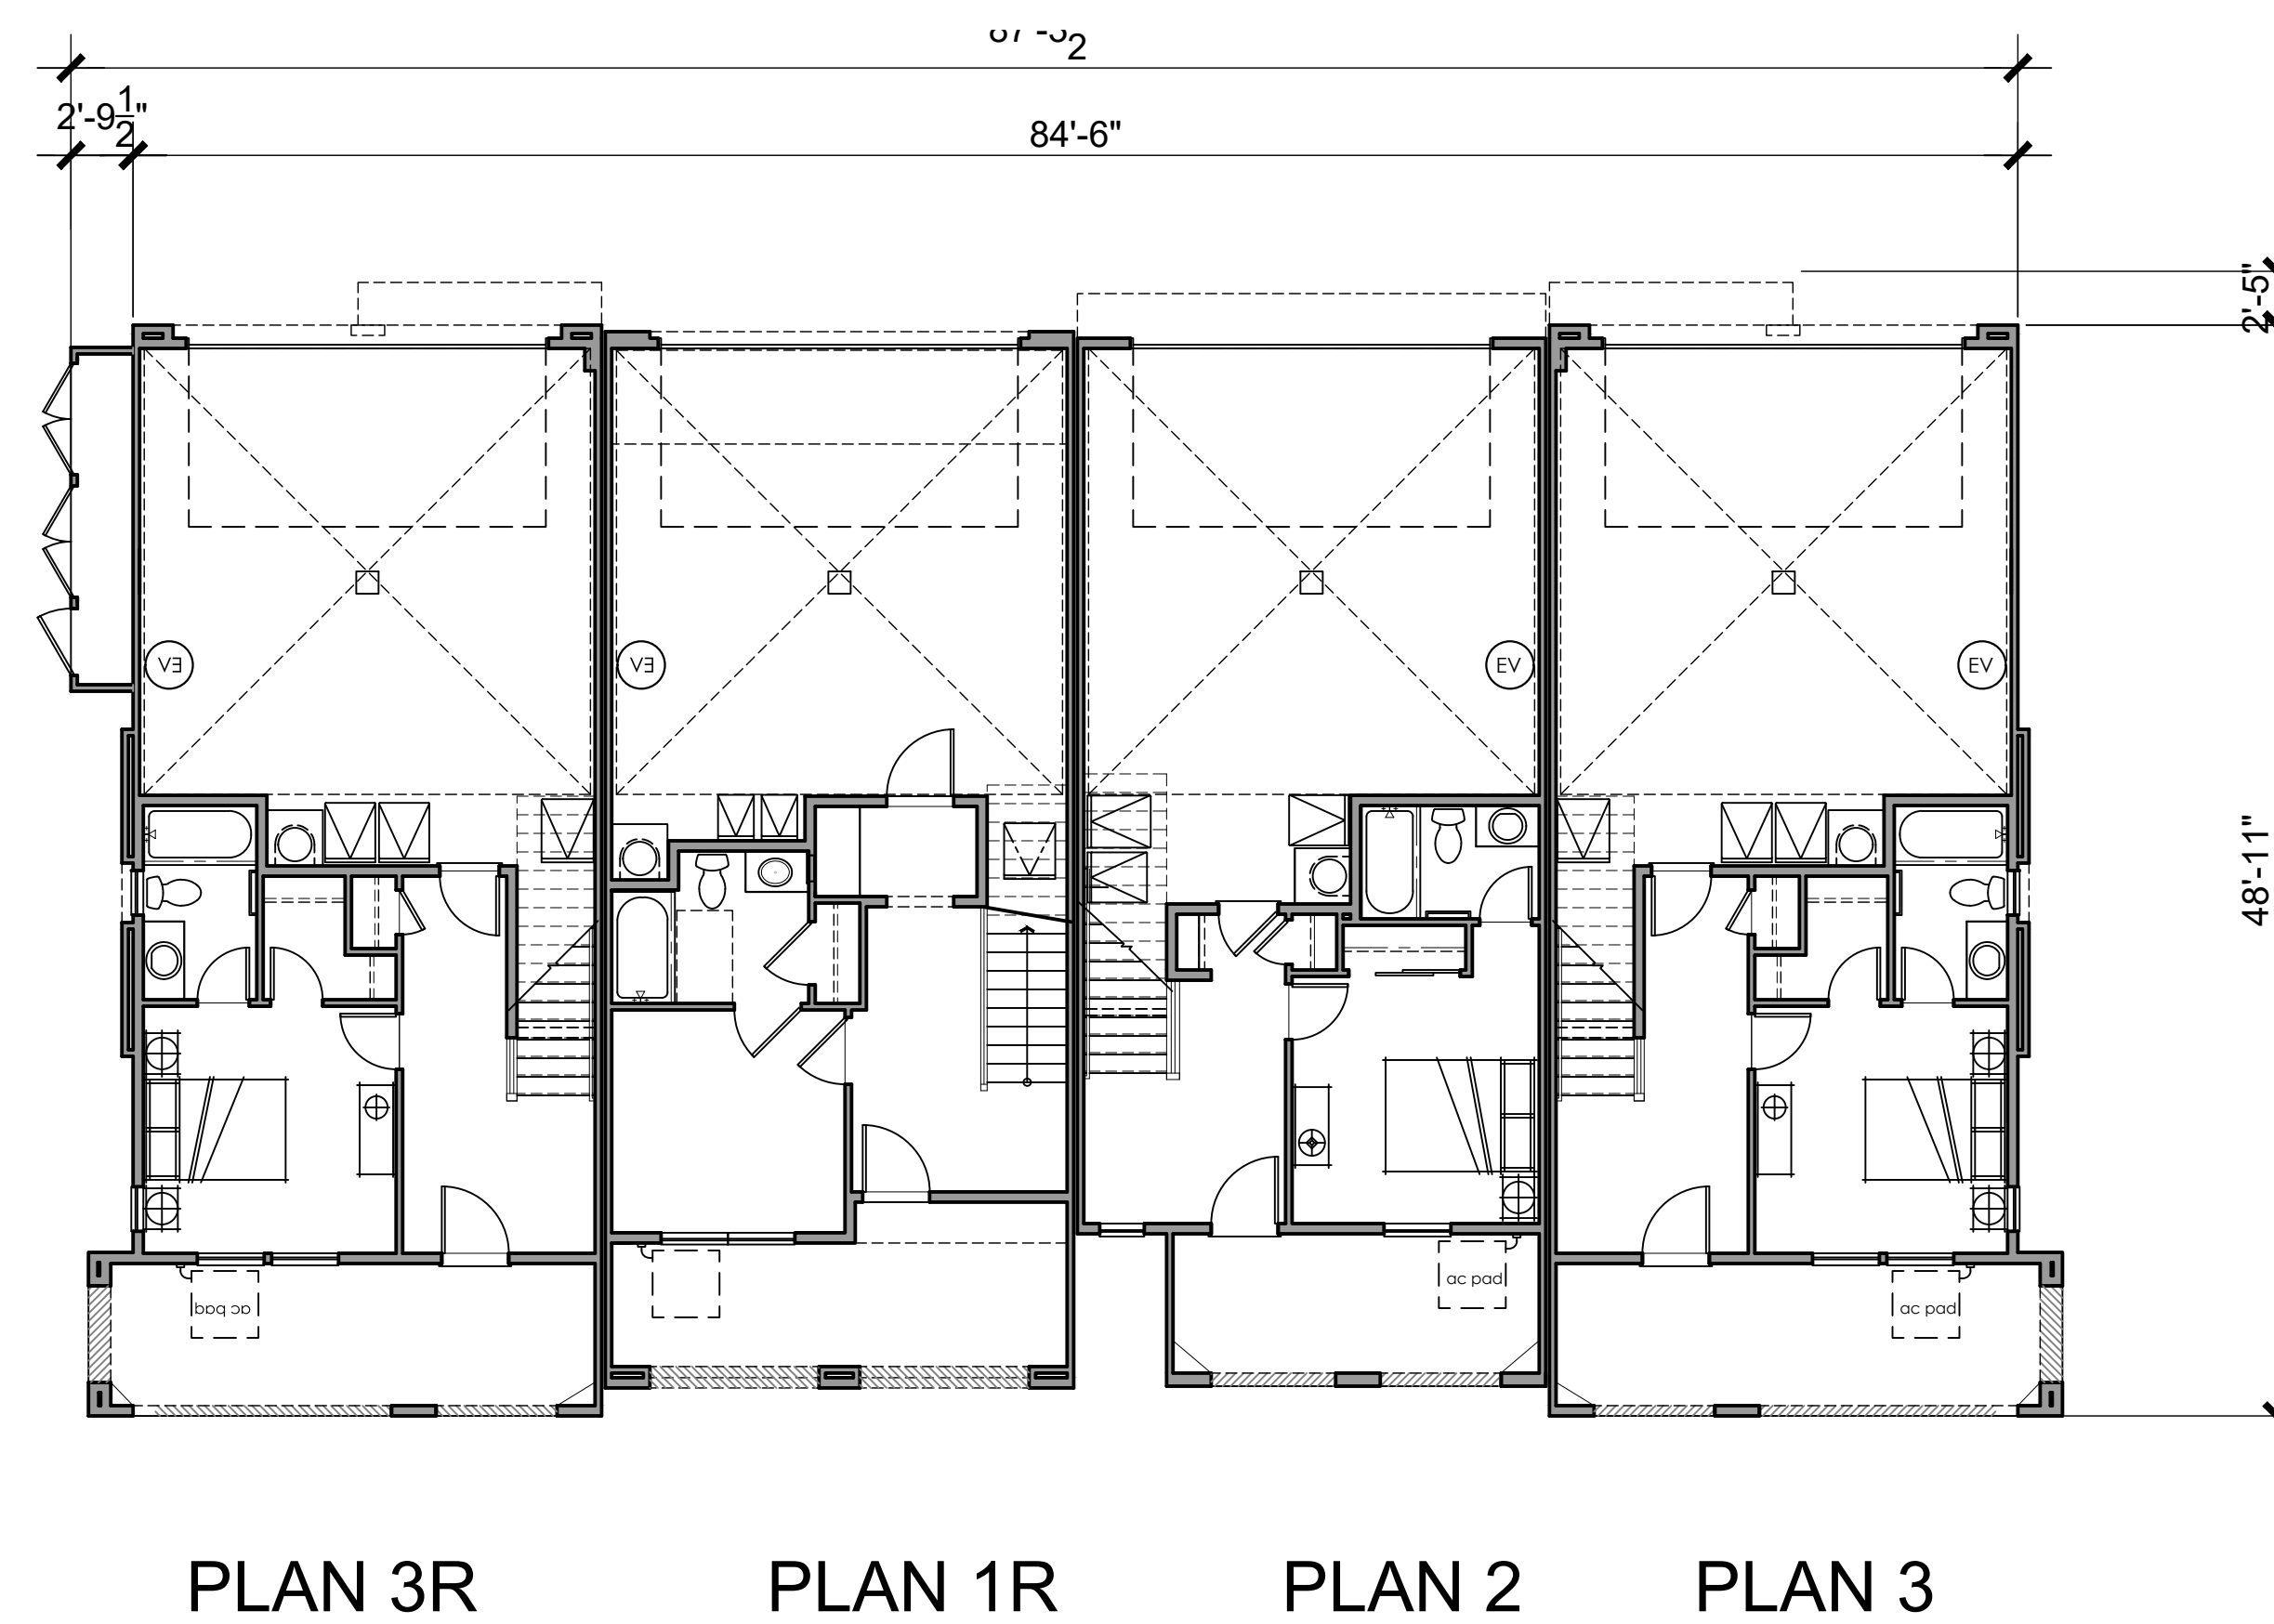 2'-9 1/2"
84'-6"
2'-5"
EV
EV
EV
EV
48'-11"
ac pad
ac pad
ac pad
PLAN 3R
PLAN 1R
PLAN 2
PLAN 3